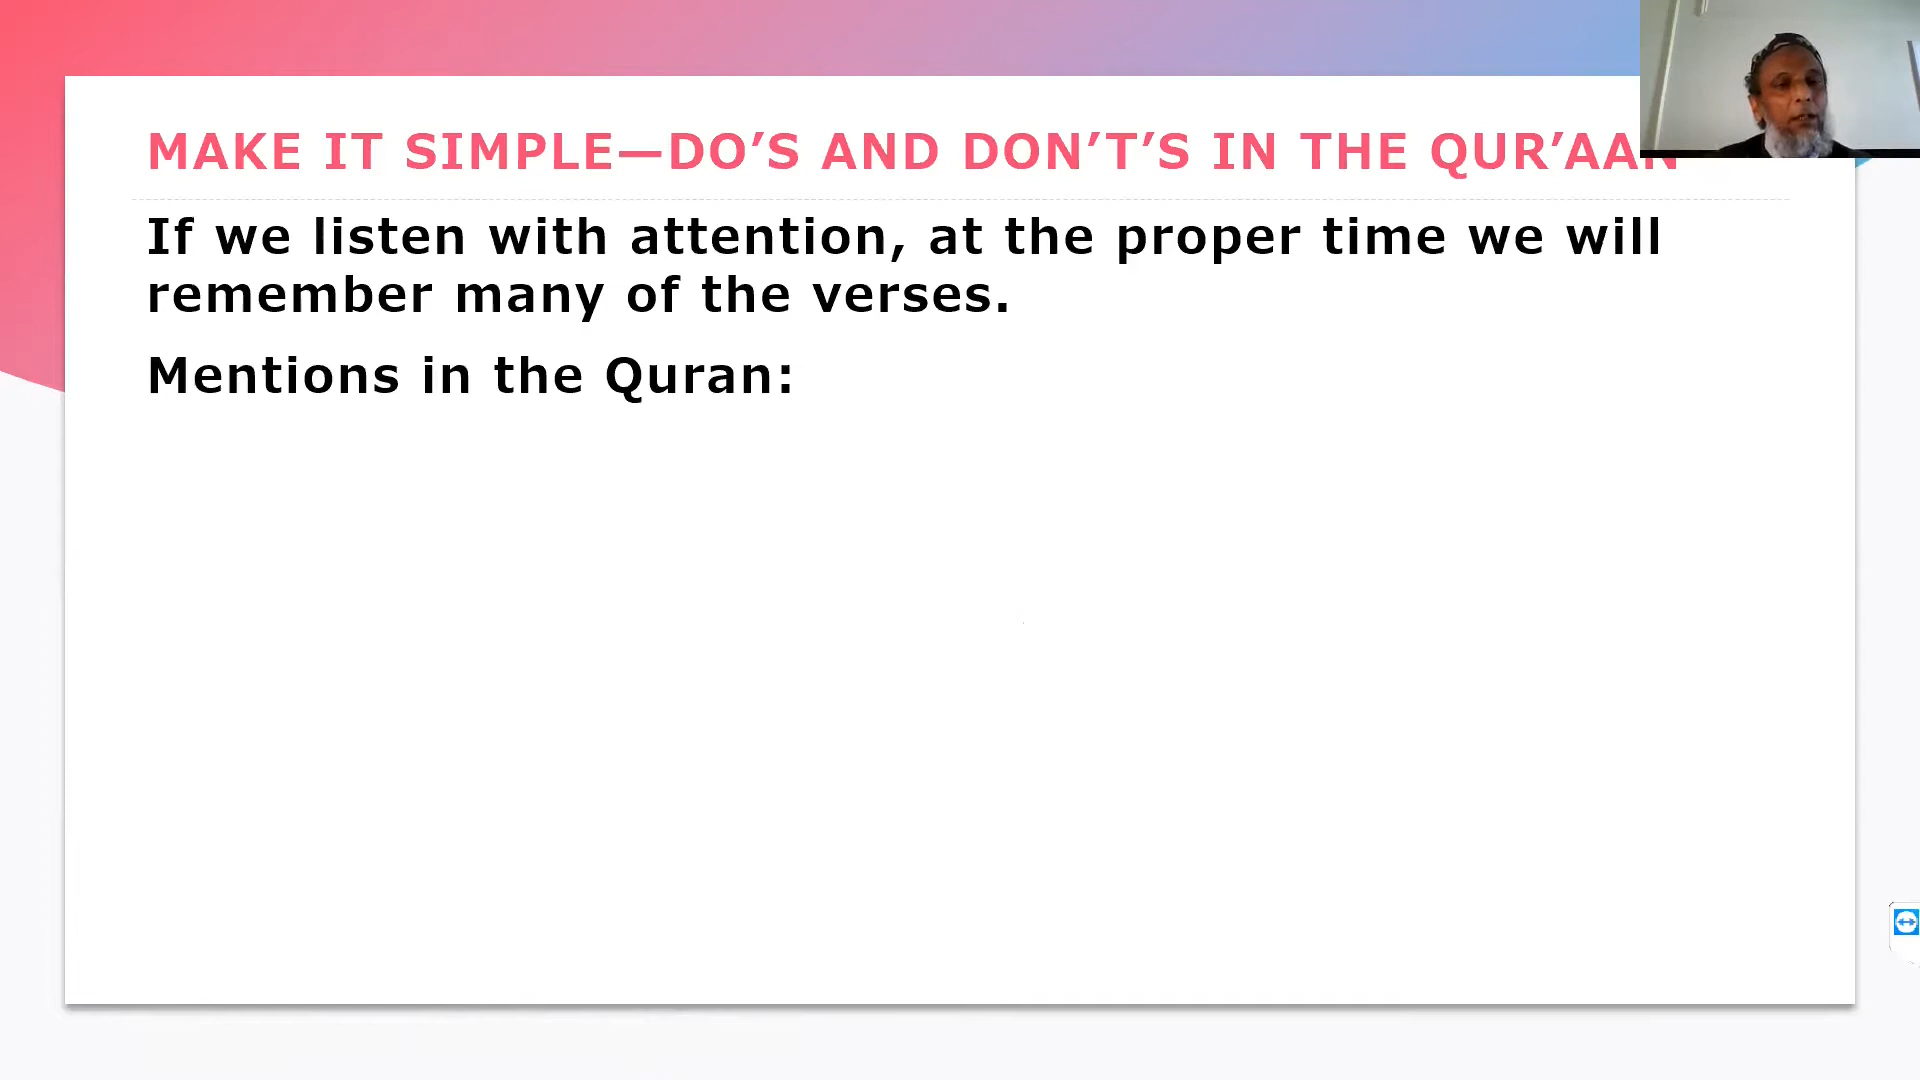 MAKE IT SIMPLE—DO’S AND DON’T’S IN THE QUR’AAN
If we listen with attention, at the proper time we will
remember many of the verses.
Mentions in the Quran: